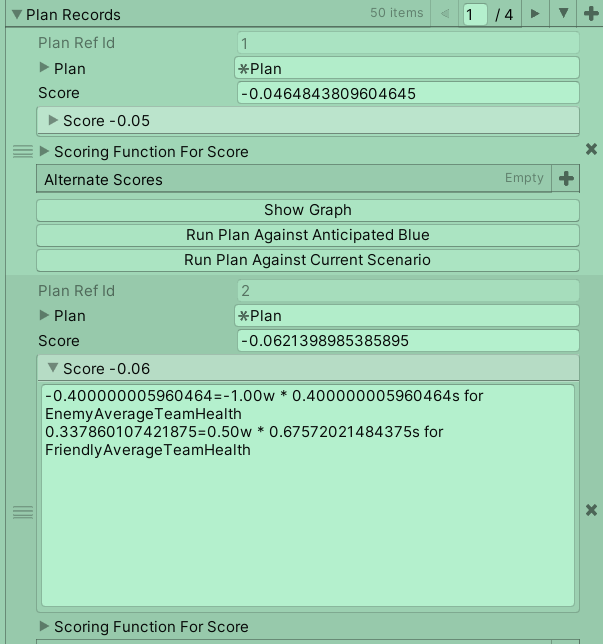 Plan Records 50 items 1 / 4
Plan Ref Id 1
Plan *Plan
Score -0.0464843809604645
Score -0.05
Scoring Function For Score
Alternate Scores Empty
Show Graph
Run Plan Against Anticipated Blue
Run Plan Against Current Scenario
Plan Ref Id 2
Plan *Plan
Score -0.0621398985385895
Score -0.06
-0.400000005960464=-1.00w * 0.400000005960464s for
EnemyAverageTeamHealth
0.337860107421875=0.50w * 0.67572021484375s for
FriendlyAverageTeamHealth
Scoring Function For Score